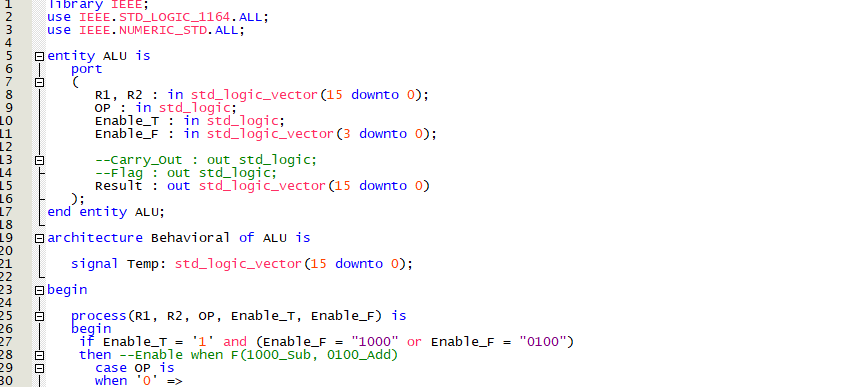 1 library IEEE;
2 use IEEE.STD_LOGIC_1164.ALL;
3 use IEEE.NUMERIC_STD.ALL;
4
5 entity ALU is
6 port
7 (
8 R1, R2 : in std_logic_vector(15 downto 0);
9 OP : in std_logic;
10 Enable_T : in std_logic;
11 Enable_F : in std_logic_vector(3 downto 0);
12
13 --Carry_Out : out std_logic;
14 --Flag : out std_logic;
15 Result : out std_logic_vector(15 downto 0)
16 );
17 end entity ALU;
18
19 architecture Behavioral of ALU is
20
21 signal Temp: std_logic_vector(15 downto 0);
22
23 begin
24
25 process(R1, R2, OP, Enable_T, Enable_F) is
26 begin
27 if Enable_T = '1' and (Enable_F = "1000" or Enable_F = "0100")
28 then --Enable when F(1000_Sub, 0100_Add)
29 case OP is
30 when '0' =>